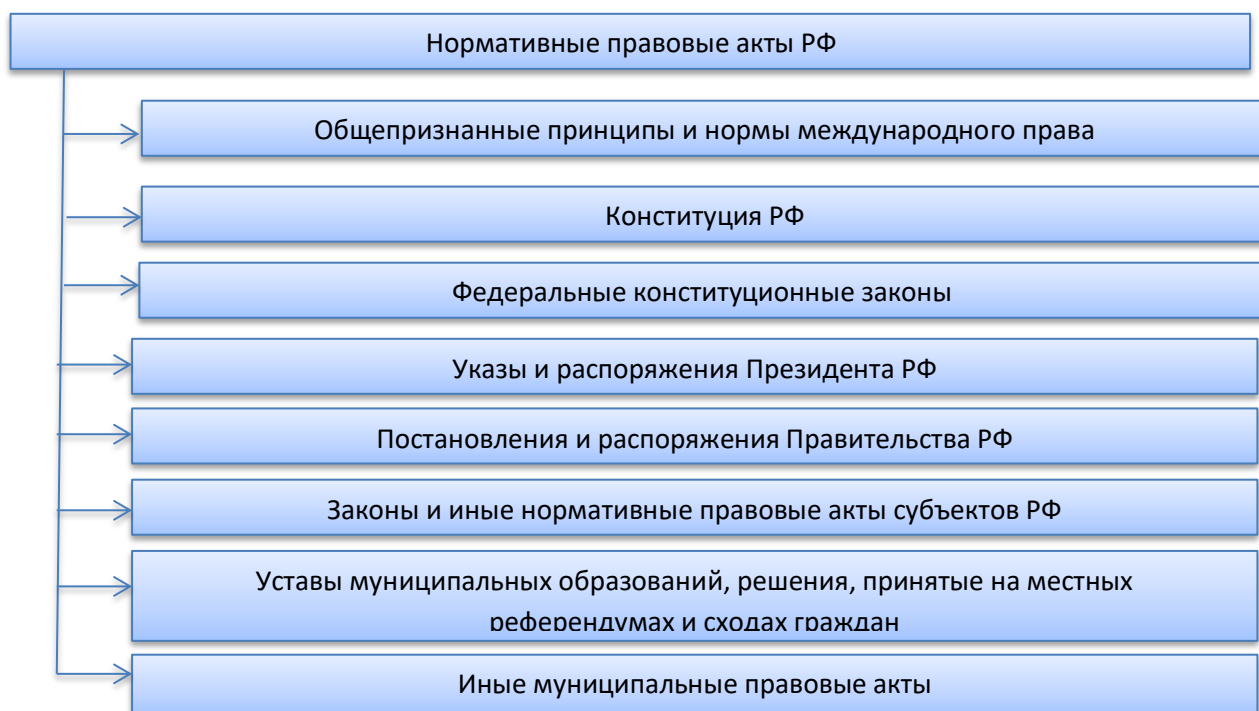 Нормативные правовые акты РФ
Общепризнанные принципы и нормы международного права
Конституция РФ
Федеральные конституционные законы
Указы и распоряжения Президента РФ
Постановления и распоряжения Правительства РФ
Законы и иные нормативные правовые акты субъектов РФ
Уставы муниципальных образований, решения, принятые на местных
референдумах и сходах граждан
Иные муниципальные правовые акты